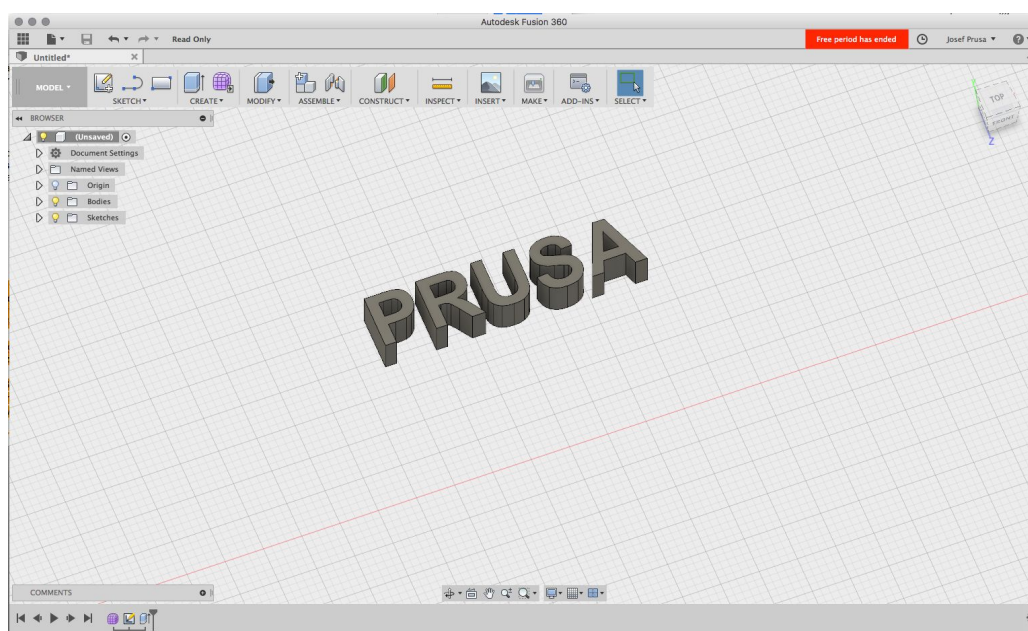 Autodesk Fusion 360
Read Only
Free period has ended
Josef Prusa
Untitled*
MODEL
SKETCH
CREATE
MODIFY
ASSEMBLE
CONSTRUCT
INSPECT
INSERT
MAKE
ADD-INS
SELECT
TOP
FRONT
Z
BROWSER
(Unsaved)
Document Settings
Named Views
Origin
Bodies
Sketches
PRUSA
COMMENTS